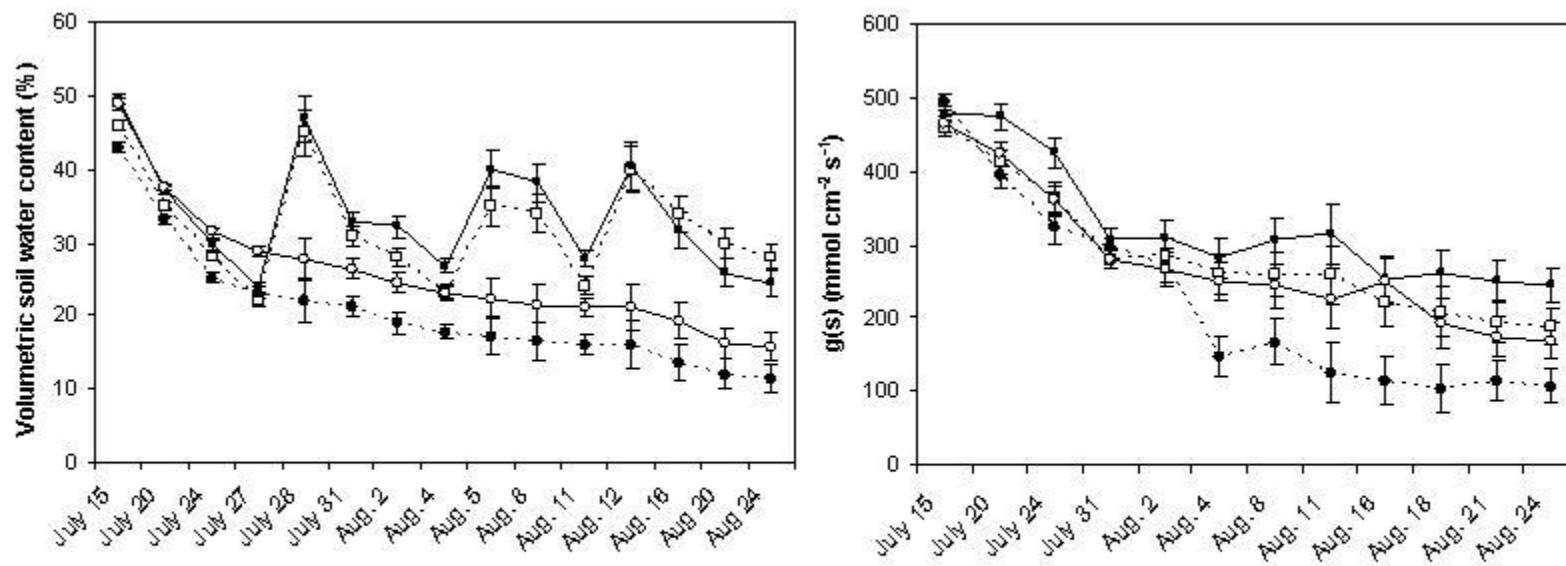 Volumetric soil water content (%)
60
50
40
30
20
10
0
July 15
July 20
July 24
July 27
July 28
July 31
Aug. 2
Aug. 4
Aug. 5
Aug. 8
Aug. 11
Aug. 12
Aug. 16
Aug. 20
Aug. 24
g(s) (mmol cm⁻² s⁻¹)
600
500
400
300
200
100
0
July 15
July 20
July 24
July 31
Aug. 2
Aug. 4
Aug. 8
Aug. 11
Aug. 16
Aug. 18
Aug. 21
Aug. 24